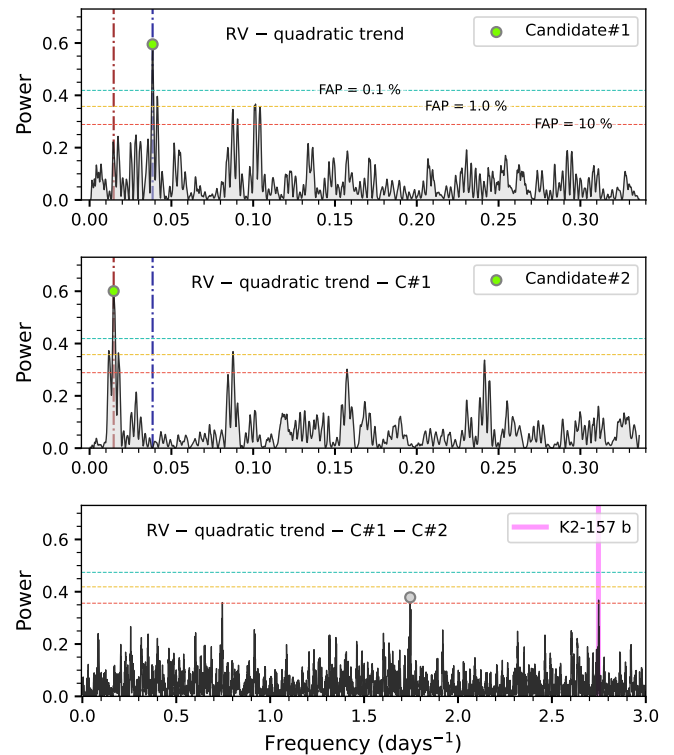 RV − quadratic trend
Candidate#1
FAP = 0.1 %
FAP = 1.0 %
FAP = 10 %
Power
0.6
0.4
0.2
0.0
0.00 0.05 0.10 0.15 0.20 0.25 0.30
RV − quadratic trend − C#1
Candidate#2
Power
0.6
0.4
0.2
0.0
0.00 0.05 0.10 0.15 0.20 0.25 0.30
RV − quadratic trend − C#1 − C#2
K2-157 b
Power
0.6
0.4
0.2
0.0
0.0 0.5 1.0 1.5 2.0 2.5 3.0
Frequency (days⁻¹)